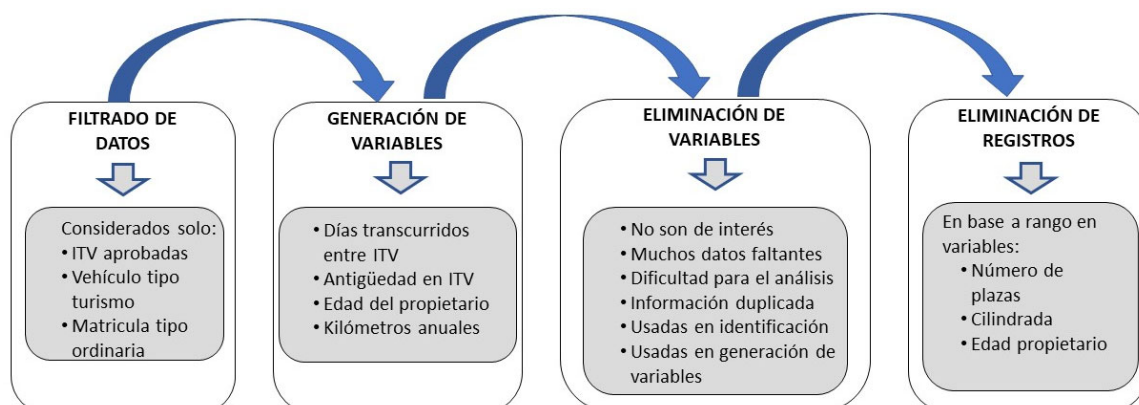 FILTRADO DE
DATOS
Considerados solo:
• ITV aprobadas
• Vehículo tipo
turismo
• Matricula tipo
ordinaria
GENERACIÓN DE
VARIABLES
• Días transcurridos
entre ITV
• Antigüedad en ITV
• Edad del propietario
• Kilómetros anuales
ELIMINACIÓN DE
VARIABLES
• No son de interés
• Muchos datos faltantes
• Dificultad para el análisis
• Información duplicada
• Usadas en identificación
• Usadas en generación de
variables
ELIMINACIÓN DE
REGISTROS
En base a rango en
variables:
• Número de
plazas
• Cilindrada
• Edad propietario